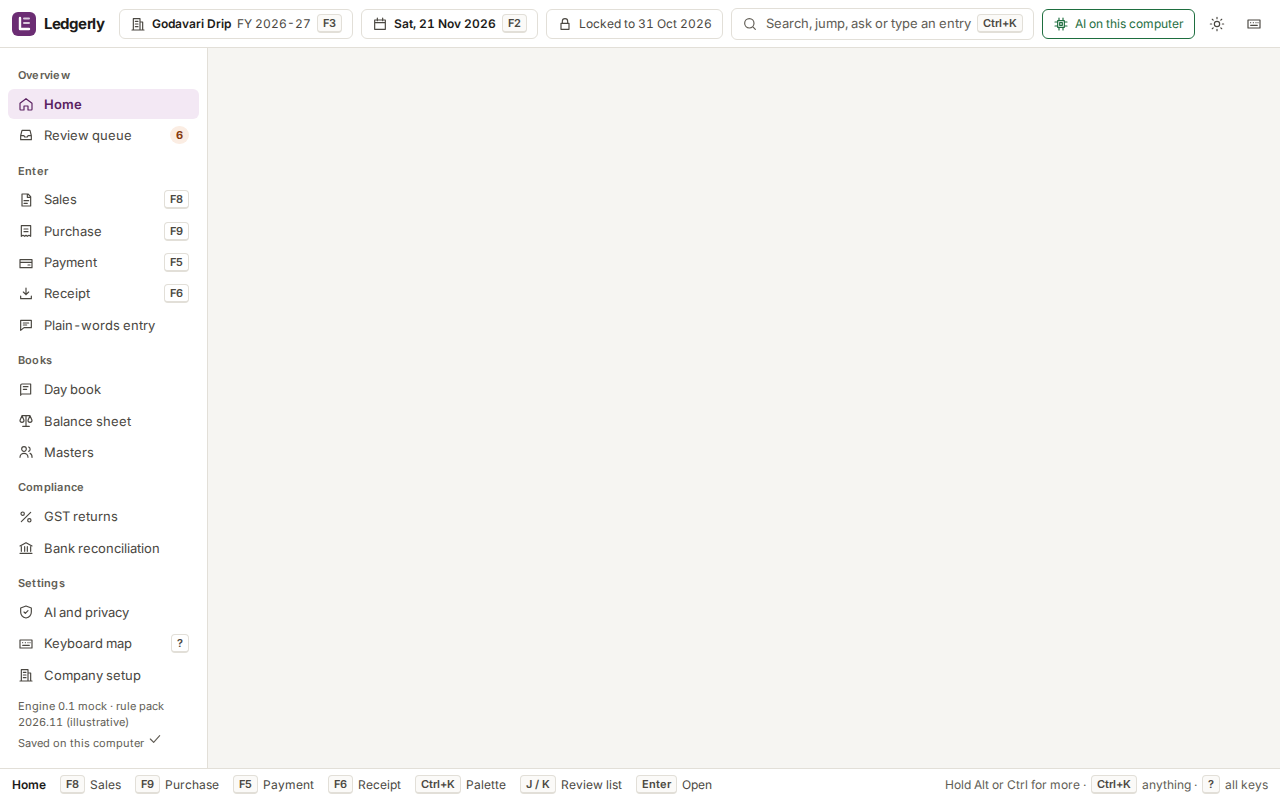 Ledgerly
Godavari Drip FY 2026-27 F3
Sat, 21 Nov 2026 F2
Locked to 31 Oct 2026
Search, jump, ask or type an entry Ctrl+K
AI on this computer
Overview
Home
Review queue 6
Enter
Sales F8
Purchase F9
Payment F5
Receipt F6
Plain-words entry
Books
Day book
Balance sheet
Masters
Compliance
GST returns
Bank reconciliation
Settings
AI and privacy
Keyboard map ?
Company setup
Engine 0.1 mock · rule pack
2026.11 (illustrative)
Saved on this computer
Home F8 Sales F9 Purchase F5 Payment F6 Receipt Ctrl+K Palette J / K Review list Enter Open
Hold Alt or Ctrl for more · Ctrl+K anything · ? all keys